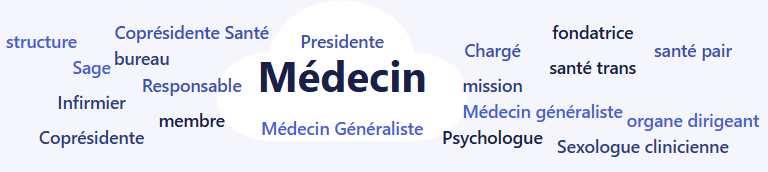 structure
Coprésidente Santé
Presidente
fondatrice
Chargé
santé pair
bureau
Sage
santé trans
Responsable
Médecin
mission
Infirmier
membre
Médecin généraliste
organe dirigeant
Médecin Généraliste
Coprésidente
Psychologue
Sexologue clinicienne